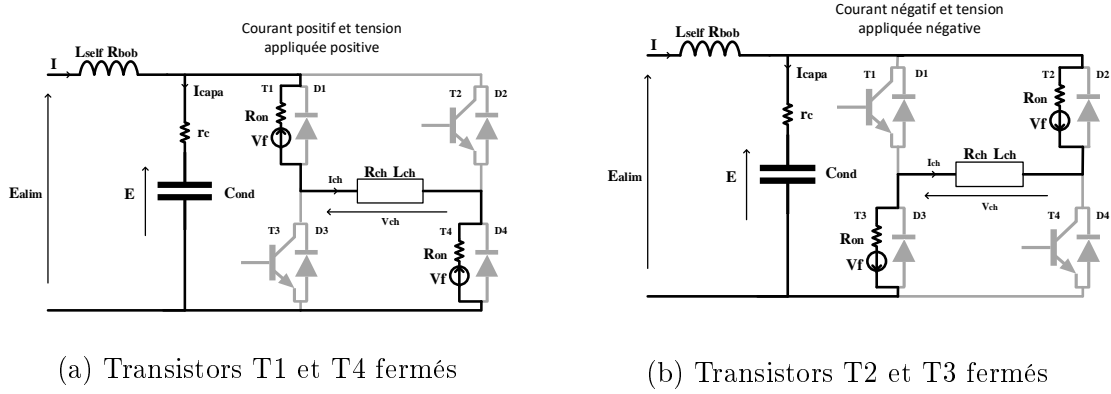 Courant positif et tension
appliquée positive
I
Lself Rbob
Icapa
rc
E
Cond
Ealim
T1
D1
Ron
Vf
T2
D2
Ich
Rch Lch
Vch
T3
D3
T4
D4
Ron
Vf
(a) Transistors T1 et T4 fermés
Courant négatif et tension
appliquée négative
I
Lself Rbob
Icapa
rc
E
Cond
Ealim
T1
D1
T2
D2
Ron
Vf
Ich
Rch Lch
Vch
T3
D3
Ron
Vf
T4
D4
(b) Transistors T2 et T3 fermés